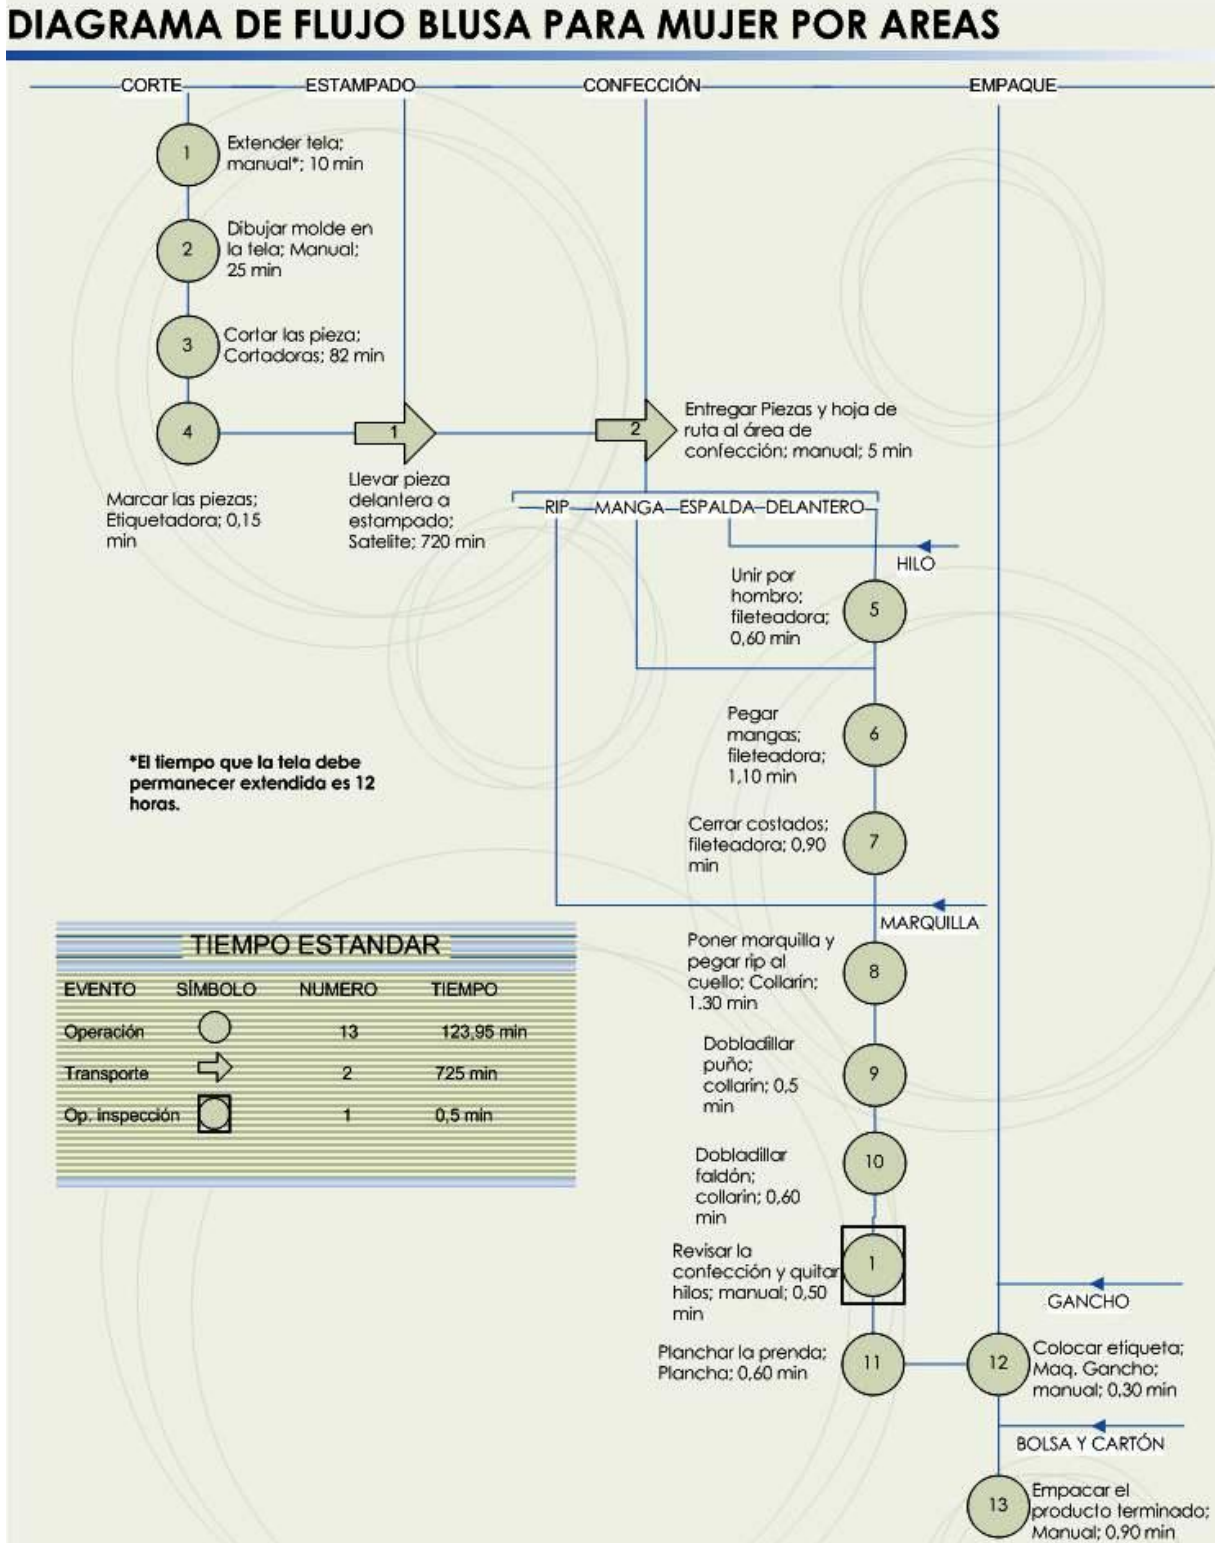 DIAGRAMA DE FLUJO BLUSA PARA MUJER POR AREAS
CORTE
ESTAMPADO
CONFECCIÓN
EMPAQUE
1
Extender tela;
manual*; 10 min
2
Dibujar molde en
la tela; Manual;
25 min
3
Cortar las pieza;
Cortadoras; 82 min
4
Marcar las piezas;
Etiquetadora; 0,15
min
1
Llevar pieza
delantera a
estampado;
Satelite; 720 min
2
Entregar Piezas y hoja de
ruta al área de
confección; manual; 5 min
RIP
MANGA
ESPALDA
DELANTERO
HILO
Unir por
hombro;
fileteadora;
0,60 min
5
Pegar
mangas;
fileteadora;
1,10 min
6
*El tiempo que la tela debe
permanecer extendida es 12
horas.
Cerrar costados;
fileteadora; 0,90
min
7
MARQUILLA
Poner marquilla y
pegar rip al
cuello; Collarin;
1.30 min
8
Dobladillar
puño;
collarin; 0,5
min
9
Dobladillar
faldón;
collarin; 0,60
min
10
Revisar la
confección y quitar
hilos; manual; 0,50
min
1
Planchar la prenda;
Plancha; 0,60 min
11
GANCHO
12
Colocar etiqueta;
Maq. Gancho;
manual; 0,30 min
BOLSA Y CARTÓN
13
Empacar el
producto terminado;
Manual; 0,90 min
TIEMPO ESTANDAR
EVENTO SÍMBOLO NUMERO TIEMPO
Operación 13 123,95 min
Transporte 2 725 min
Op. inspección 1 0,5 min